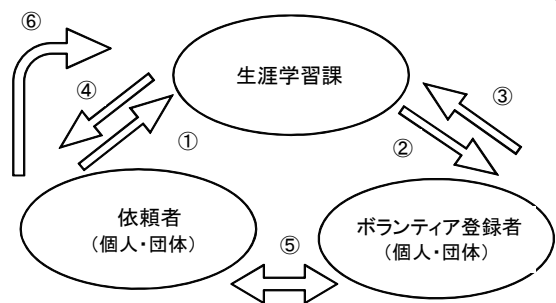 ⑥
生涯学習課
④
③
①
②
依頼者
（個人・団体）
⑤
ボランティア登録者
（個人・団体）